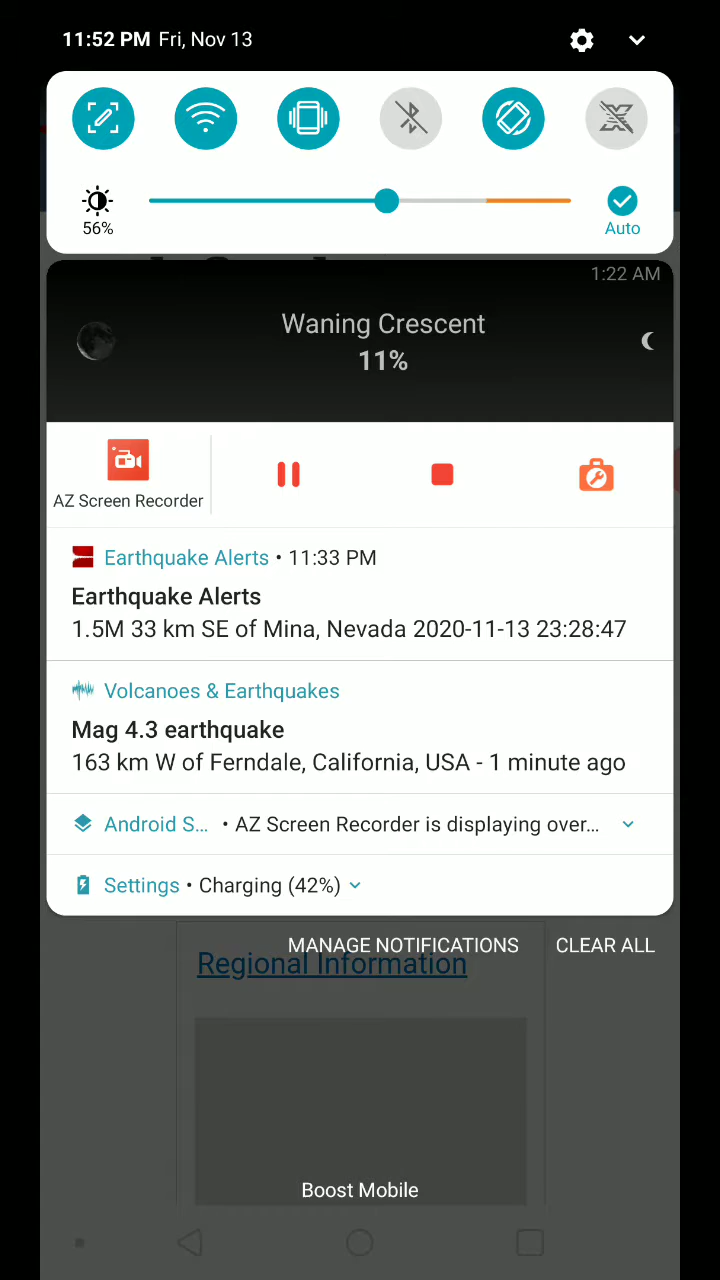 11:52 PM Fri, Nov 13
56%
Auto
1:22 AM
Waning Crescent
11%
AZ Screen Recorder
Earthquake Alerts • 11:33 PM
Earthquake Alerts
1.5M 33 km SE of Mina, Nevada 2020-11-13 23:28:47
Volcanoes & Earthquakes
Mag 4.3 earthquake
163 km W of Ferndale, California, USA - 1 minute ago
Android S... • AZ Screen Recorder is displaying over...
Settings • Charging (42%)
MANAGE NOTIFICATIONS CLEAR ALL
Regional Information
Boost Mobile